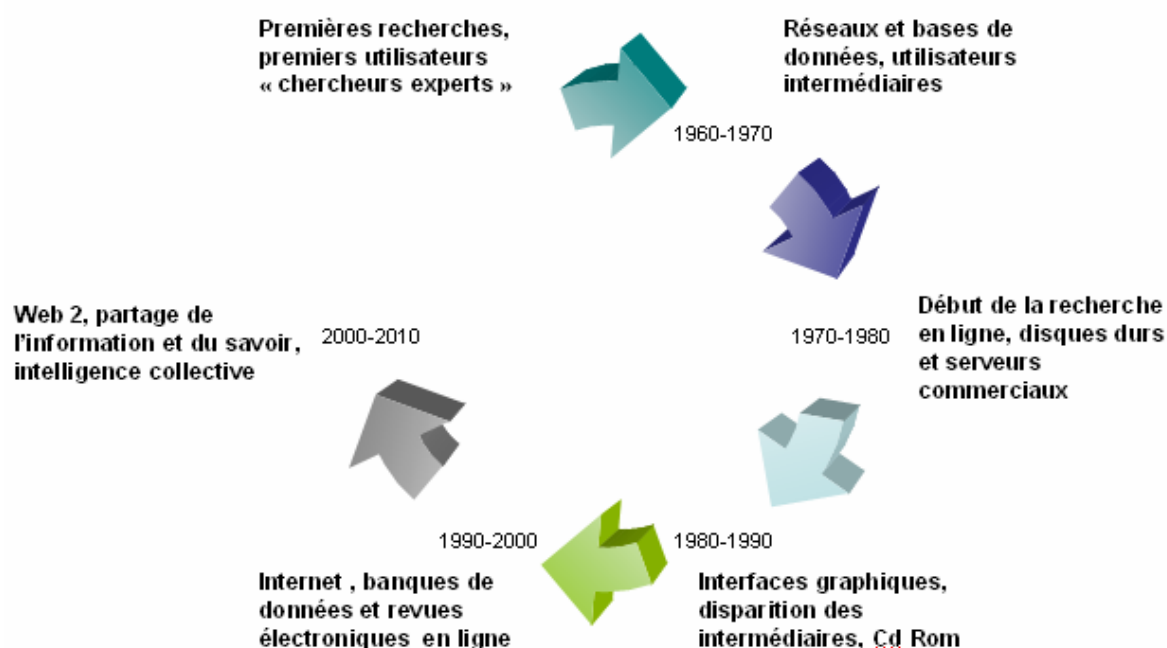 Premières recherches,
premiers utilisateurs
« chercheurs experts »
Réseaux et bases de
données, utilisateurs
intermédiaires
1960-1970
Début de la recherche
en ligne, disques durs
et serveurs
commerciaux
1970-1980
1980-1990
Interfaces graphiques,
disparition des
intermédiaires, Cd Rom
1990-2000
Internet , banques de
données et revues
électroniques en ligne
Web 2, partage de
l'information et du savoir,
intelligence collective
2000-2010